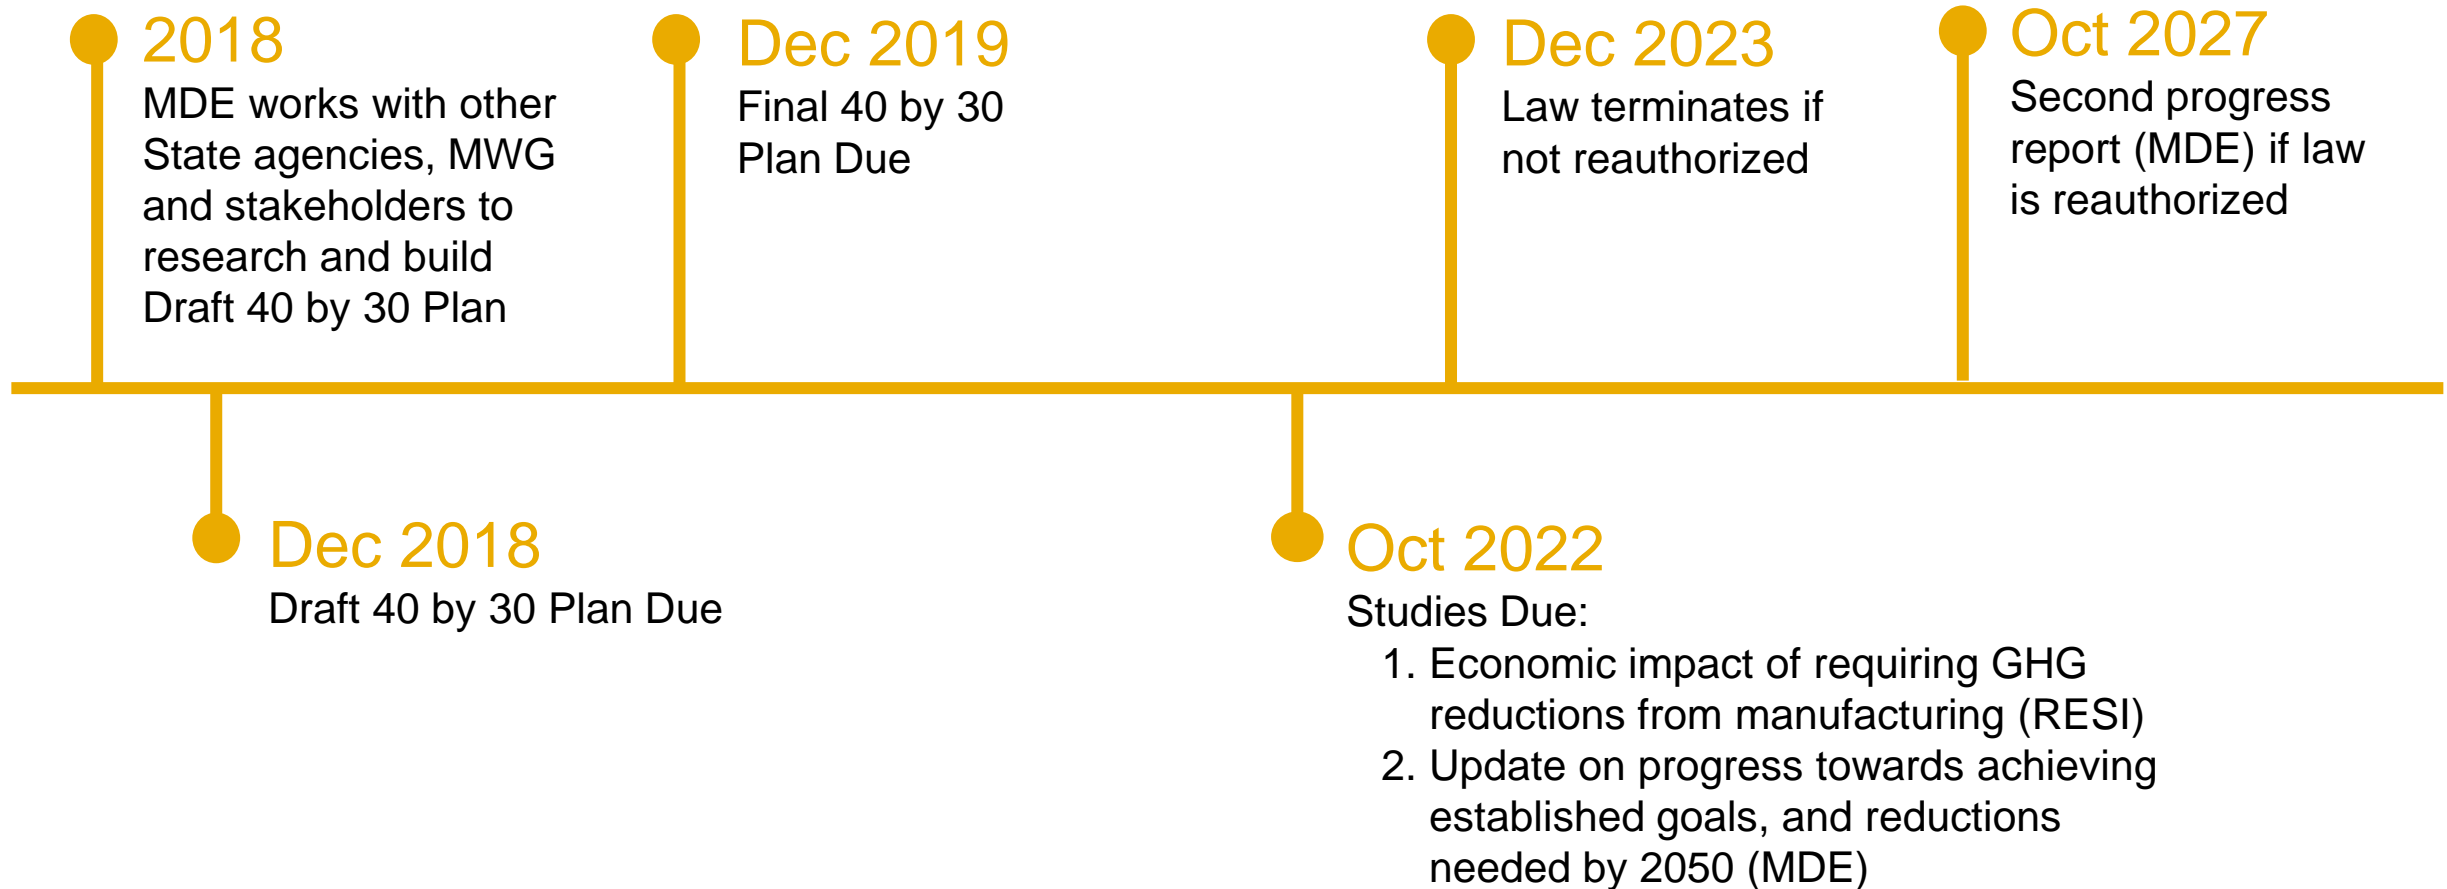 2018
MDE works with other
State agencies, MWG
and stakeholders to
research and build
Draft 40 by 30 Plan
Dec 2018
Draft 40 by 30 Plan Due
Dec 2019
Final 40 by 30
Plan Due
Oct 2022
Studies Due:
1. Economic impact of requiring GHG
reductions from manufacturing (RESI)
2. Update on progress towards achieving
established goals, and reductions
needed by 2050 (MDE)
Dec 2023
Law terminates if
not reauthorized
Oct 2027
Second progress
report (MDE) if law
is reauthorized